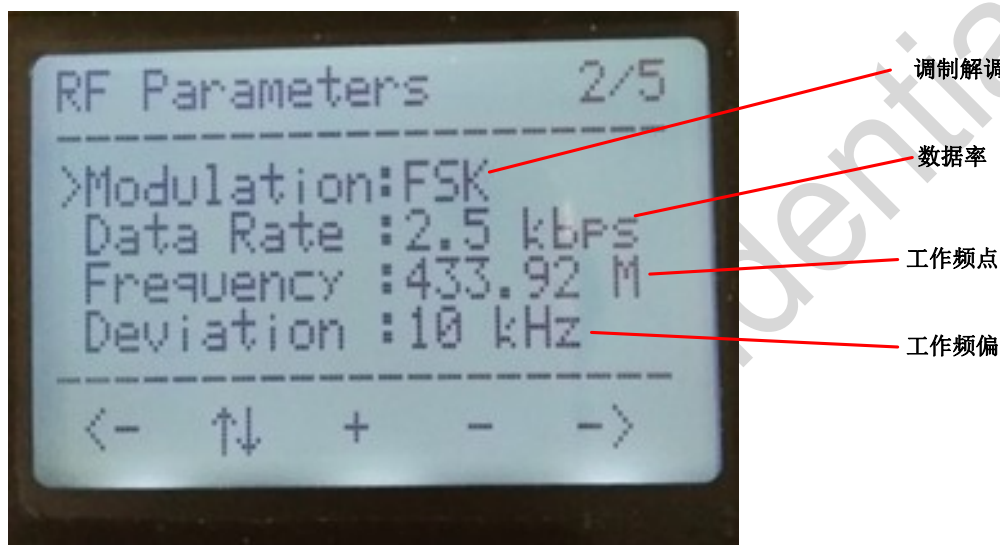 RF Parameters 2/5
>Modulation:FSK
Data Rate :2.5 kbps
Frequency :433.92 M
Deviation :10 kHz
<- ↑↓ + - ->
调制解调
数据率
工作频点
工作频偏